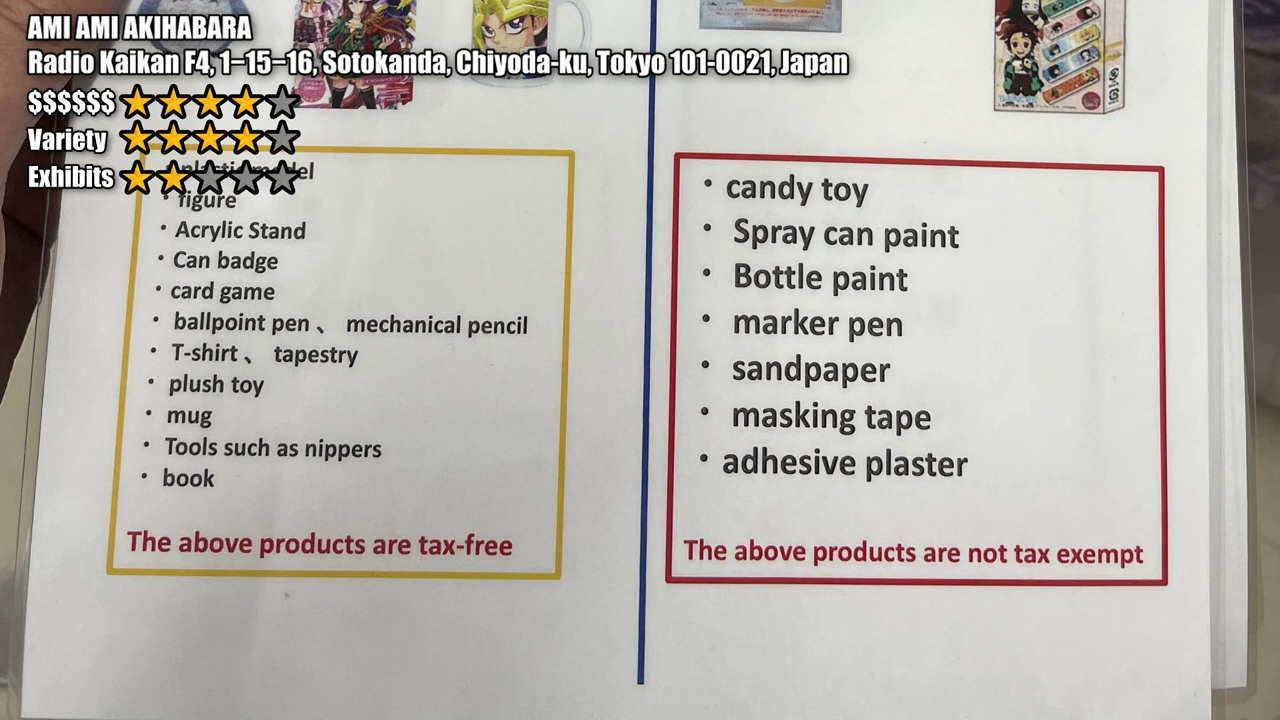 AMI AMI AKIHABARA
Radio Kaikan F4, 1-15-16, Sotokanda, Chiyoda-ku, Tokyo 101-0021, Japan
$$$$$$
Variety
Exhibits
・plastic model
・figure
・Acrylic Stand
・Can badge
・card game
・ballpoint pen、 mechanical pencil
・T-shirt、 tapestry
・plush toy
・mug
・Tools such as nippers
・book
The above products are tax-free
・candy toy
・Spray can paint
・Bottle paint
・marker pen
・sandpaper
・masking tape
・adhesive plaster
The above products are not tax exempt